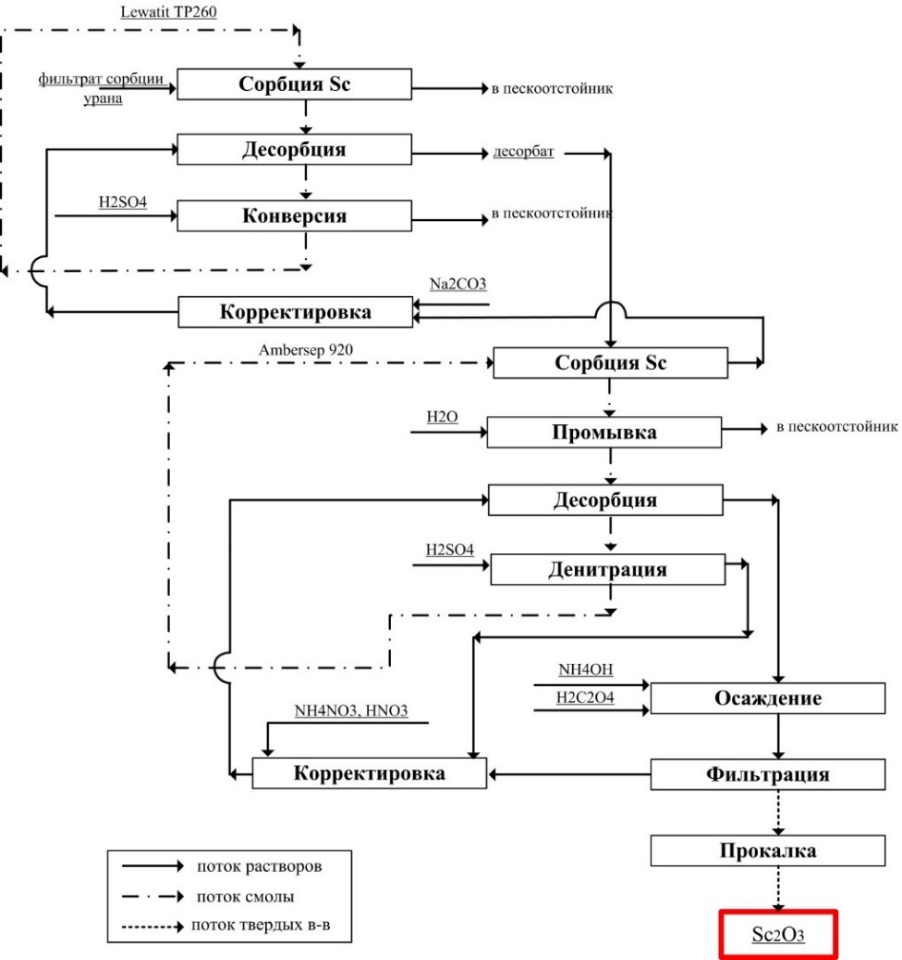 Lewatit TP260
фильтрат сорбции
урана
Сорбция Sc
в пескоотстойник
Десорбция
десорбат
H2SO4
Конверсия
в пескоотстойник
Na2CO3
Корректировка
Ambersep 920
Сорбция Sc
H2O
Промывка
в пескоотстойник
Десорбция
H2SO4
Денитрация
NH4OH
H2C2O4
Осаждение
NH4NO3, HNO3
Корректировка
Фильтрация
Прокалка
поток растворов
поток смолы
поток твердых в-в
Sc2O3